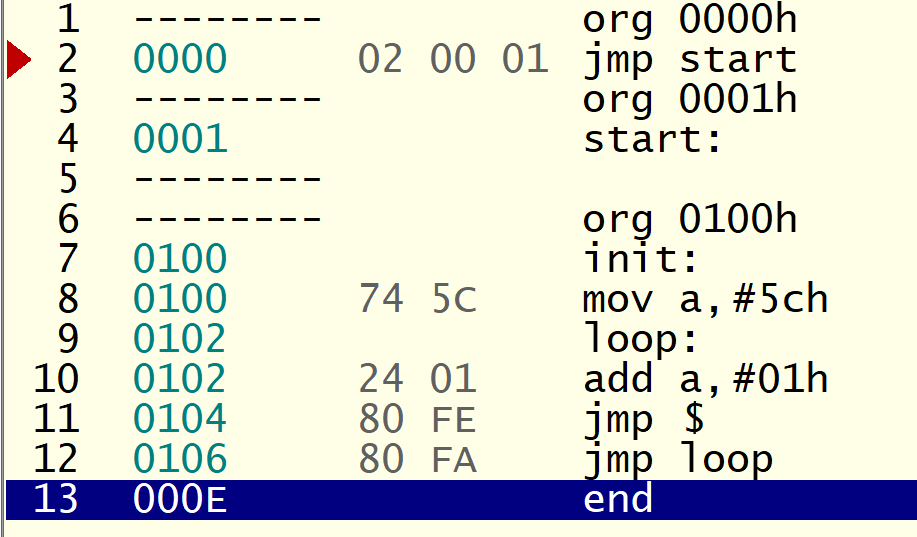 1 -------- org 0000h
2 0000 02 00 01 jmp start
3 -------- org 0001h
4 0001 start:
5 --------
6 -------- org 0100h
7 0100 init:
8 0100 74 5C mov a,#5ch
9 0102 loop:
10 0102 24 01 add a,#01h
11 0104 80 FE jmp $
12 0106 80 FA jmp loop
13 000E end